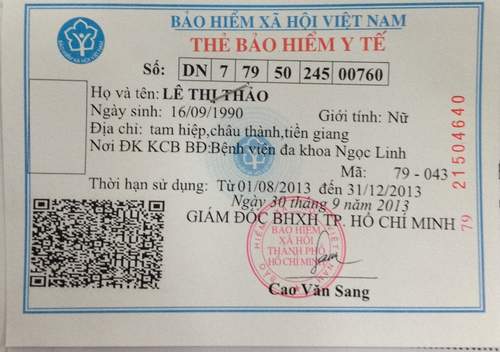 BẢO HIỂM XÃ HỘI VIỆT NAM
THẺ BẢO HIỂM Y TẾ
Số: DN 7 79 50 245 00760
Họ và tên: LÊ THỊ THẢO
Ngày sinh: 16/09/1990 Giới tính: Nữ
Địa chỉ: tam hiệp,châu thành,tiền giang
Nơi ĐK KCB BĐ:Bệnh viện đa khoa Ngọc Linh
Mã: 79 - 043
Thời hạn sử dụng: Từ 01/08/2013 đến 31/12/2013
Ngày 30 tháng 9 năm 2013
GIÁM ĐỐC BHXH TP. HỒ CHÍ MINH
BẢO HIỂM
XÃ HỘI
THÀNH PHỐ
HỒ CHÍ MINH
Cao Văn Sang
79 21504640